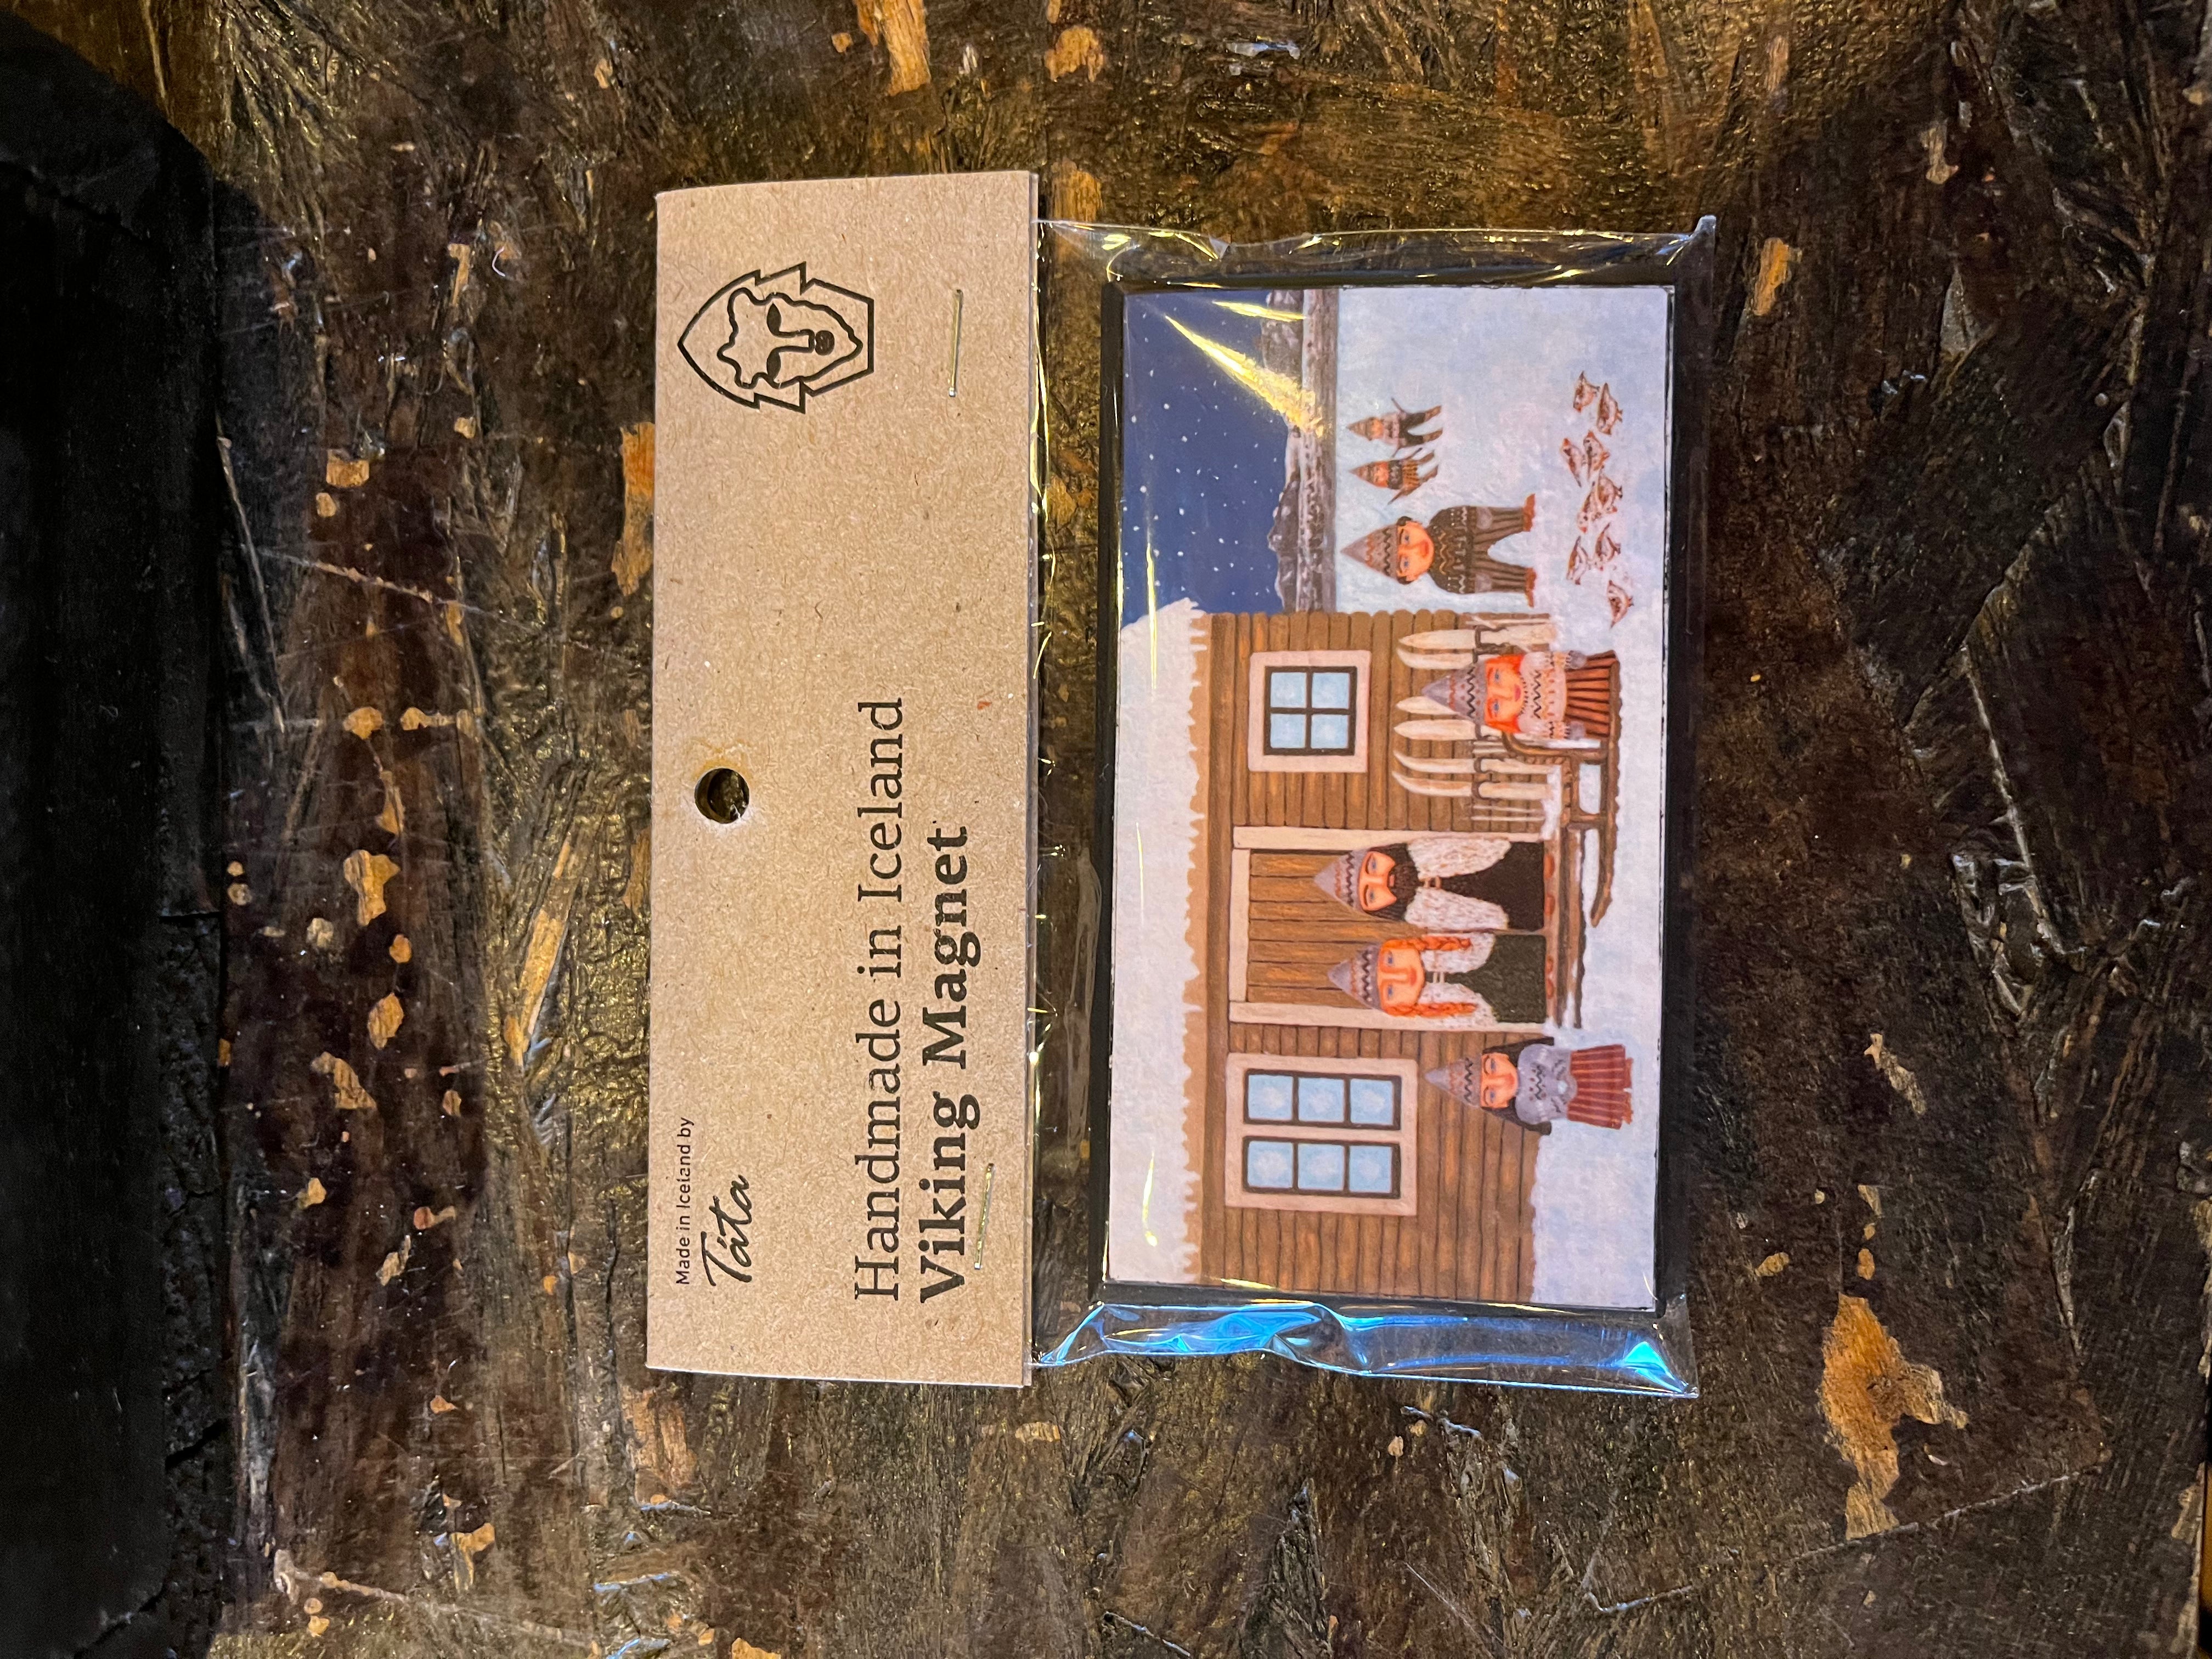 Made in Iceland by
Táta
Handmade in Iceland
Viking Magnet